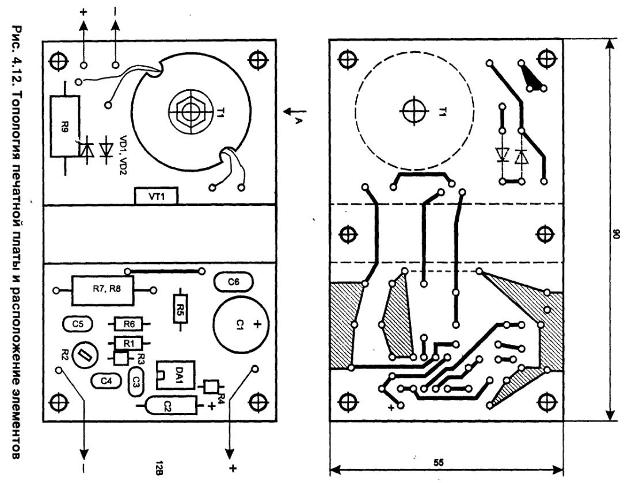 + −
T1
R9
VD1, VD2
VT1
A
R7, R8
C6
R5
C1
+
C5
R6
R1
R2
R3
DA1
R4
C4
C3
C2
+
− 12В +
T1
90
+
55
Рис. 4.12. Топология печатной платы и расположение элементов